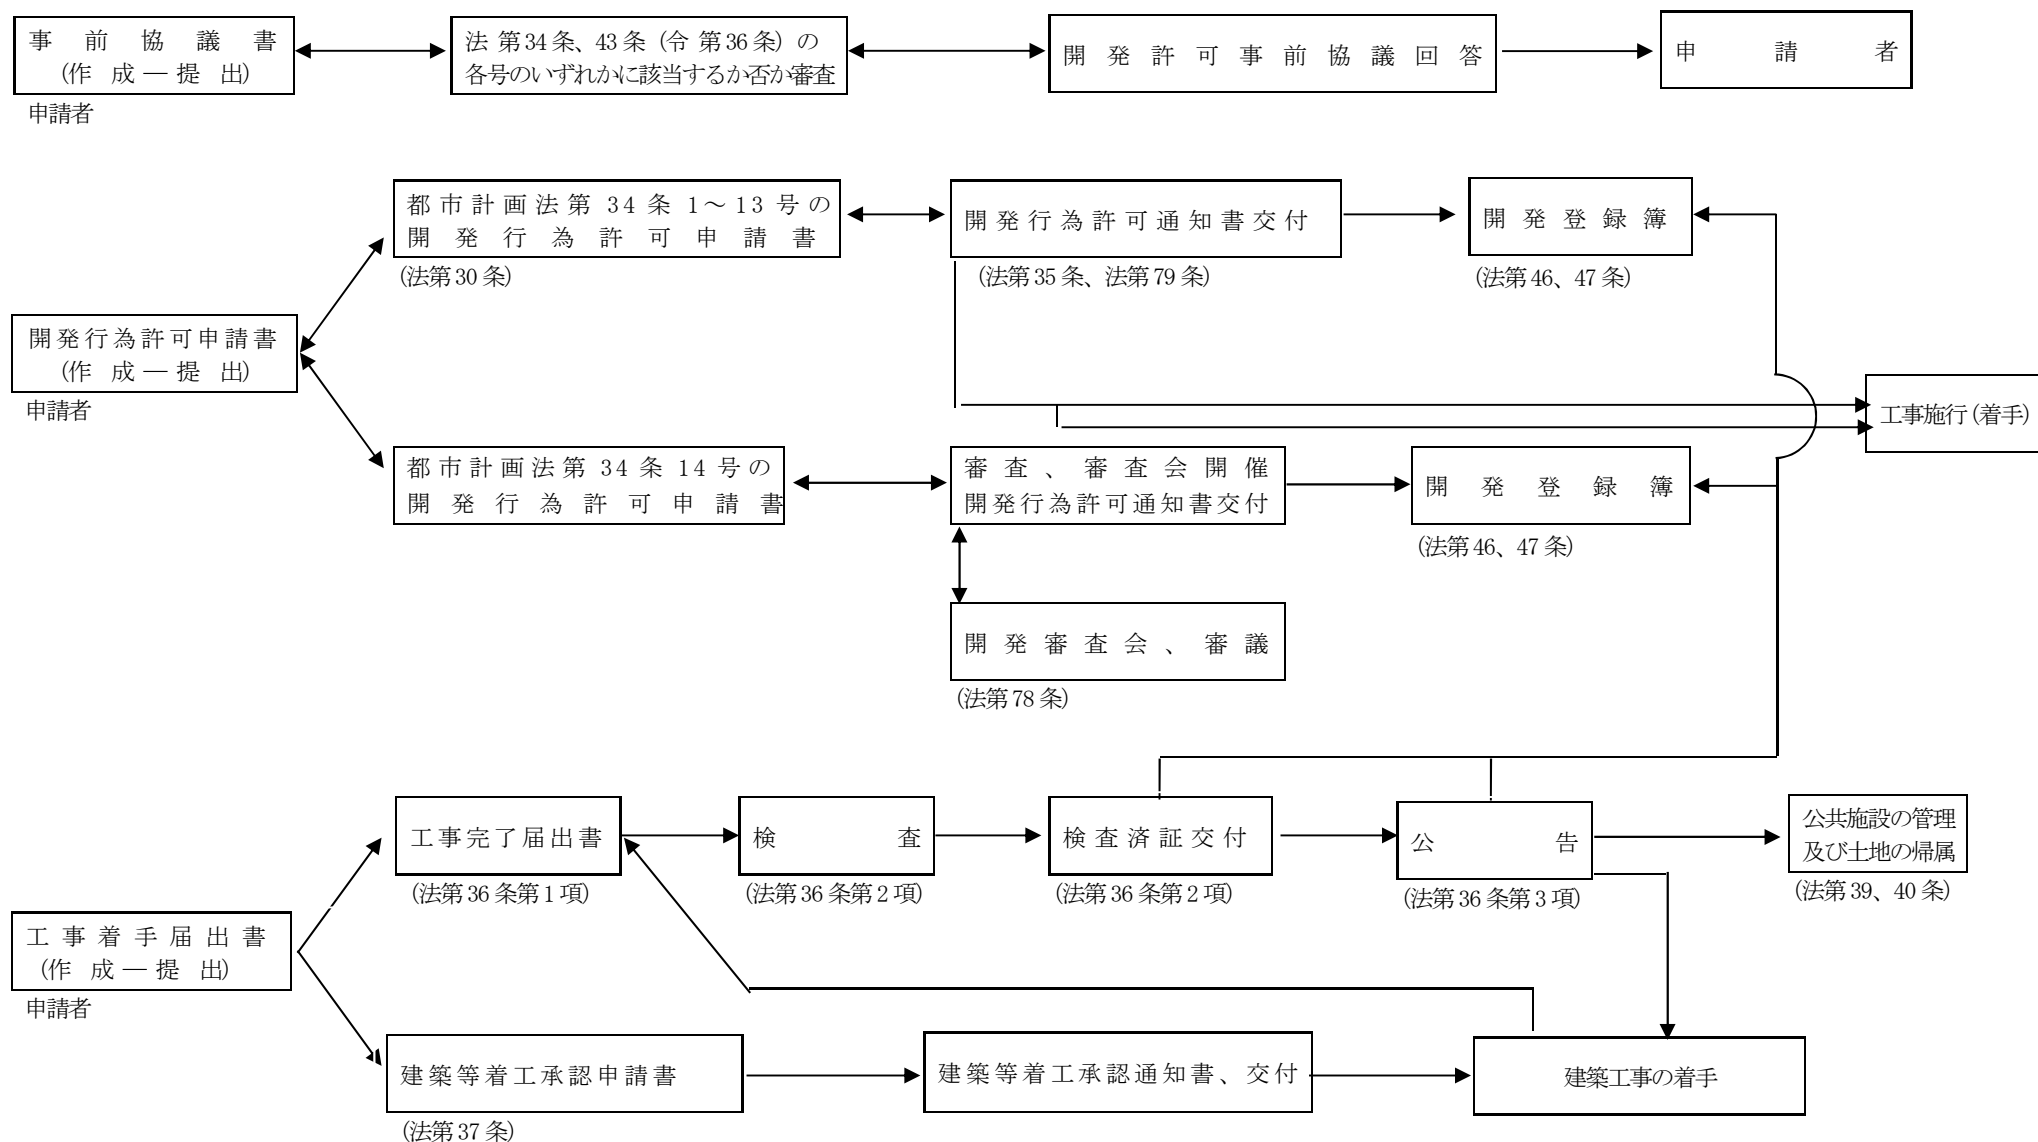 事前協議書
(作成―提出)
申請者
法第34条、43条(令第36条)の
各号のいずれかに該当するか否か審査
開発許可事前協議回答
申請者
都市計画法第34条1～13号の
開発行為許可申請書
(法第30条)
開発行為許可通知書交付
(法第35条、法第79条)
開発登録簿
(法第46、47条)
開発行為許可申請書
(作成―提出)
申請者
工事施行(着手)
都市計画法第34条14号の
開発行為許可申請書
審査、審査会開催
開発行為許可通知書交付
開発登録簿
(法第46、47条)
開発審査会、審議
(法第78条)
工事完了届出書
(法第36条第1項)
検査
(法第36条第2項)
検査済証交付
(法第36条第2項)
公告
(法第36条第3項)
公共施設の管理
及び土地の帰属
(法第39、40条)
工事着手届出書
(作成―提出)
申請者
建築等着工承認申請書
(法第37条)
建築等着工承認通知書、交付
建築工事の着手